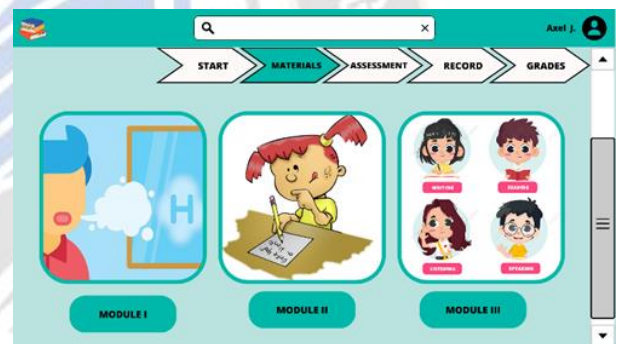 Axel J.
START
MATERIALS
ASSESSMENT
RECORD
GRADES
H
WRITING
READING
LISTENING
SPEAKING
MODULE I
MODULE II
MODULE III